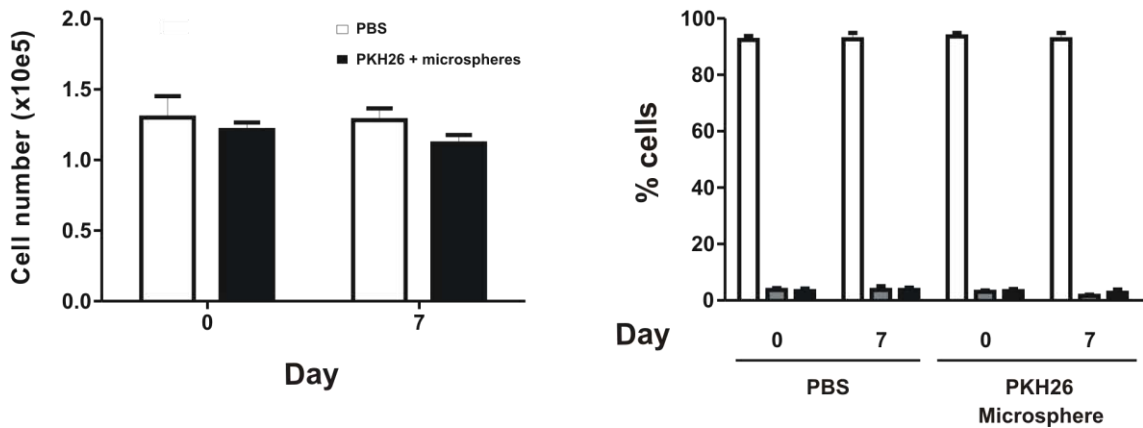 Cell number (x10e5)
2.0
1.5
1.0
0.5
0.0
PBS
PKH26 + microspheres
0 7
Day
% cells
100
80
60
40
20
0
Day 0 7 0 7
PBS PKH26
Microsphere